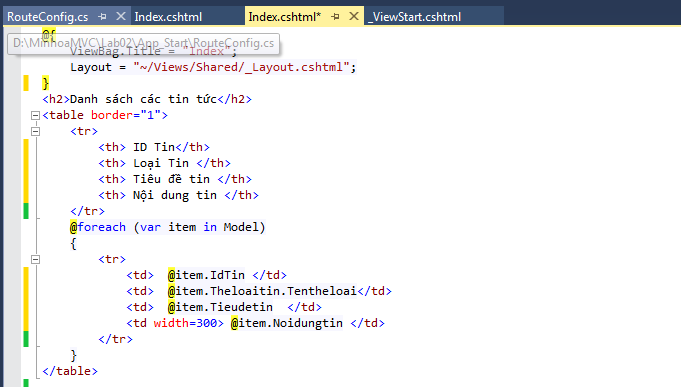 RouteConfig.cs Index.cshtml Index.cshtml* _ViewStart.cshtml
D:\MinhoaMVC\Lab02\App_Start\RouteConfig.cs
@{
ViewBag.Title = "Index";
Layout = "~/Views/Shared/_Layout.cshtml";
}
<h2>Danh sách các tin tức</h2>
<table border="1">
<tr>
<th> ID Tin</th>
<th> Loại Tin </th>
<th> Tiêu đề tin </th>
<th> Nội dung tin </th>
</tr>
@foreach (var item in Model)
{
<tr>
<td>  @item.IdTin </td>
<td>  @item.Theloaitin.Tentheloai</td>
<td>  @item.Tieudetin  </td>
<td width=300> @item.Noidungtin </td>
</tr>
}
</table>